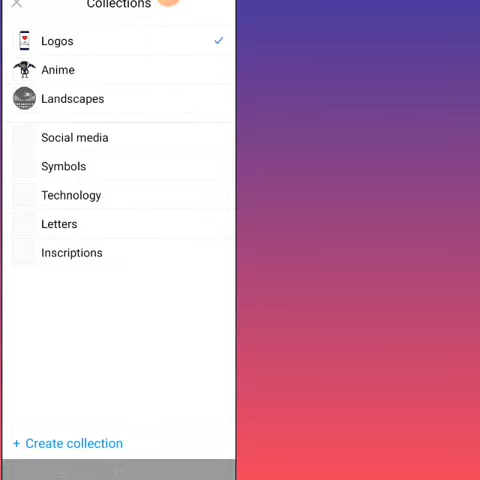 Collections
Logos
Anime
Landscapes
Social media
Symbols
Technology
Letters
Inscriptions
+ Create collection